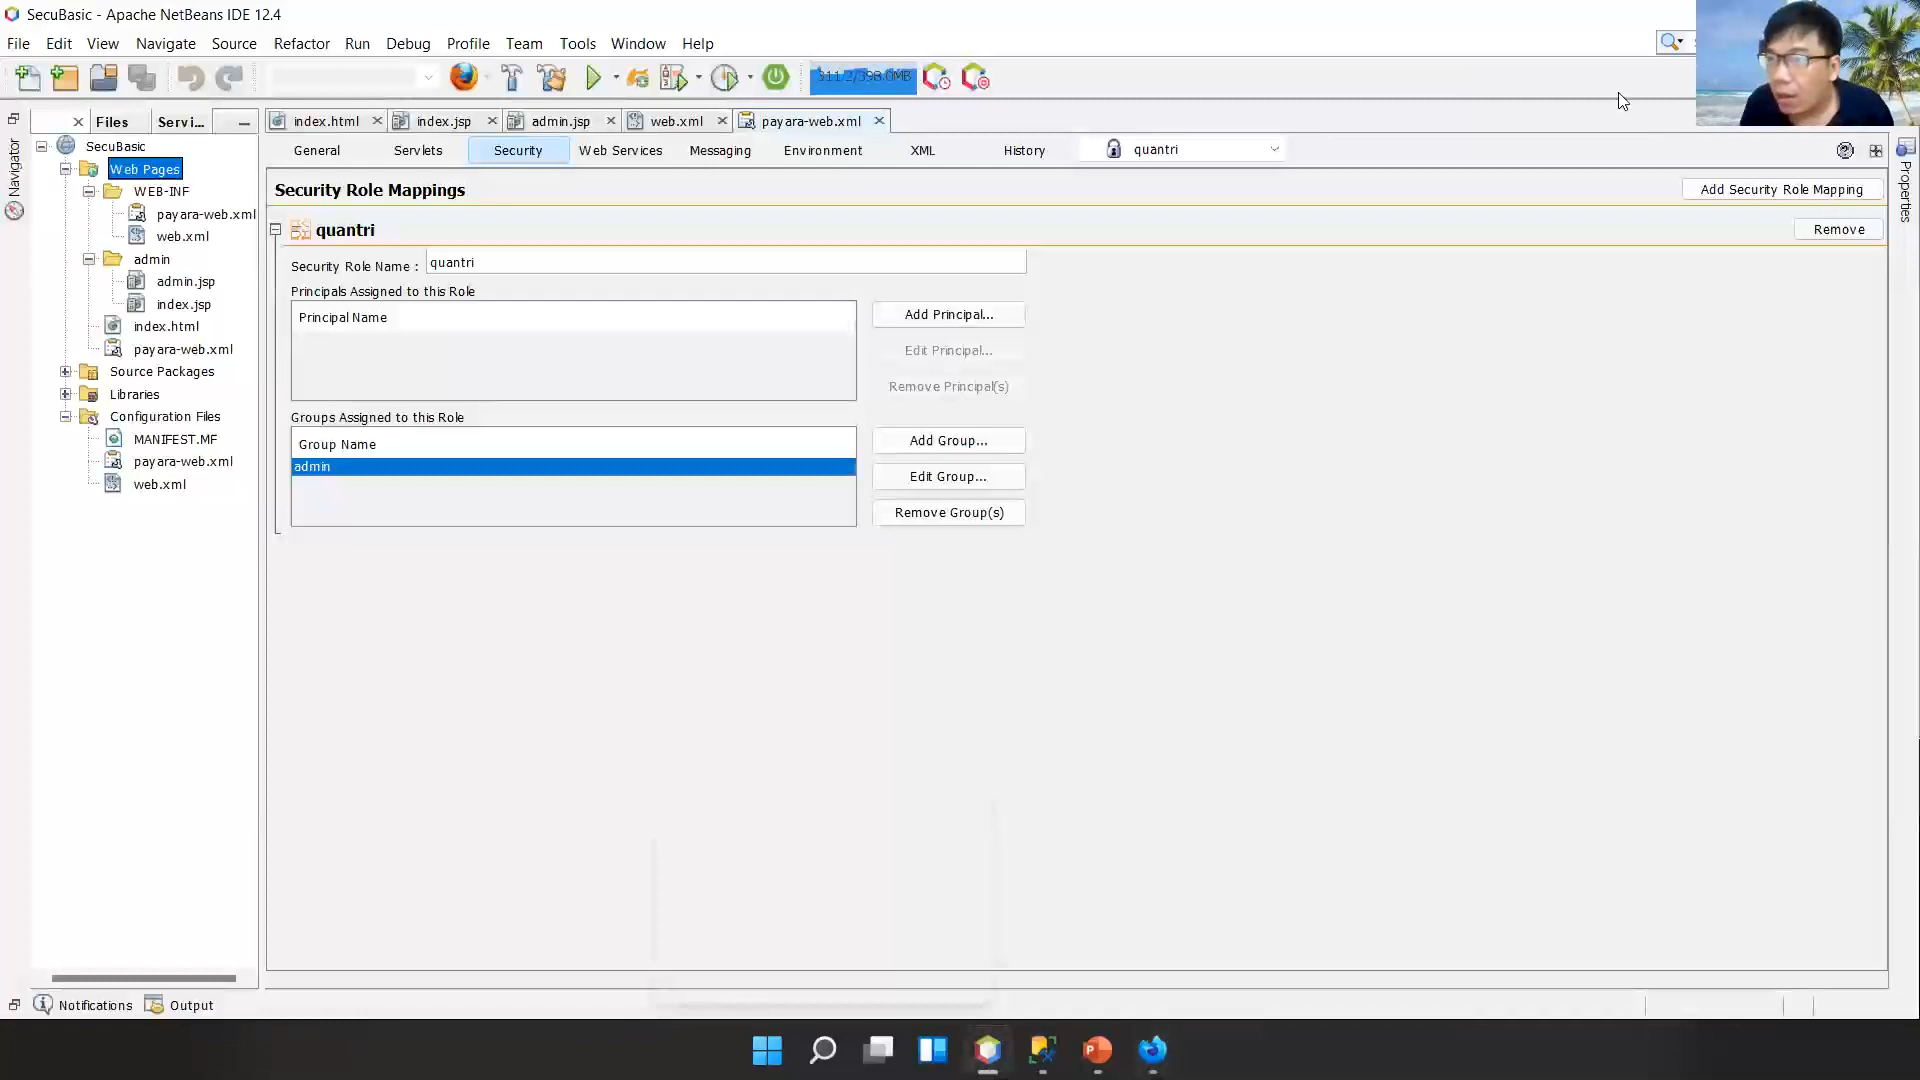 SecuBasic - Apache NetBeans IDE 12.4
File Edit View Navigate Source Refactor Run Debug Profile Team Tools Window Help
311.2/398.0MB
Files Servi...
index.html index.jsp admin.jsp web.xml payara-web.xml
General Servlets Security Web Services Messaging Environment XML History quantri
Navigator
Properties
SecuBasic
Web Pages
WEB-INF
payara-web.xml
web.xml
admin
admin.jsp
index.jsp
index.html
payara-web.xml
Source Packages
Libraries
Configuration Files
MANIFEST.MF
payara-web.xml
web.xml
Security Role Mappings
Add Security Role Mapping
quantri
Remove
Security Role Name : quantri
Principals Assigned to this Role
Principal Name
Add Principal...
Edit Principal...
Remove Principal(s)
Groups Assigned to this Role
Group Name
admin
Add Group...
Edit Group...
Remove Group(s)
Notifications Output